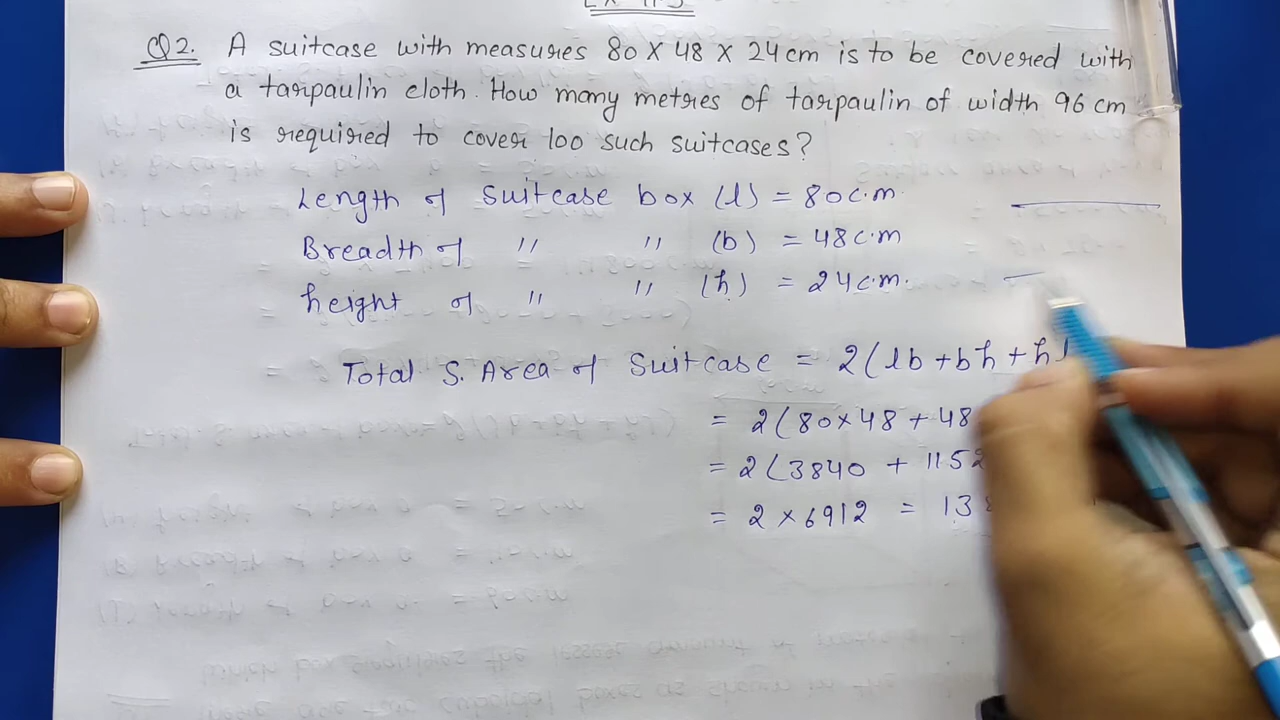 Q2. A suitcase with measures 80 X 48 X 24 cm is to be covered with
a tarpaulin cloth. How many metres of tarpaulin of width 96 cm
is required to cover 100 such suitcases?
Length of Suitcase box (l) = 80 c.m.
Breadth of " " (b) = 48 c.m
height of " " (h) = 24 c.m.
Total S. Area of Suitcase = 2(lb + bh + hl
= 2(80×48 + 48
= 2(3840 + 1152
= 2 × 6912 = 138